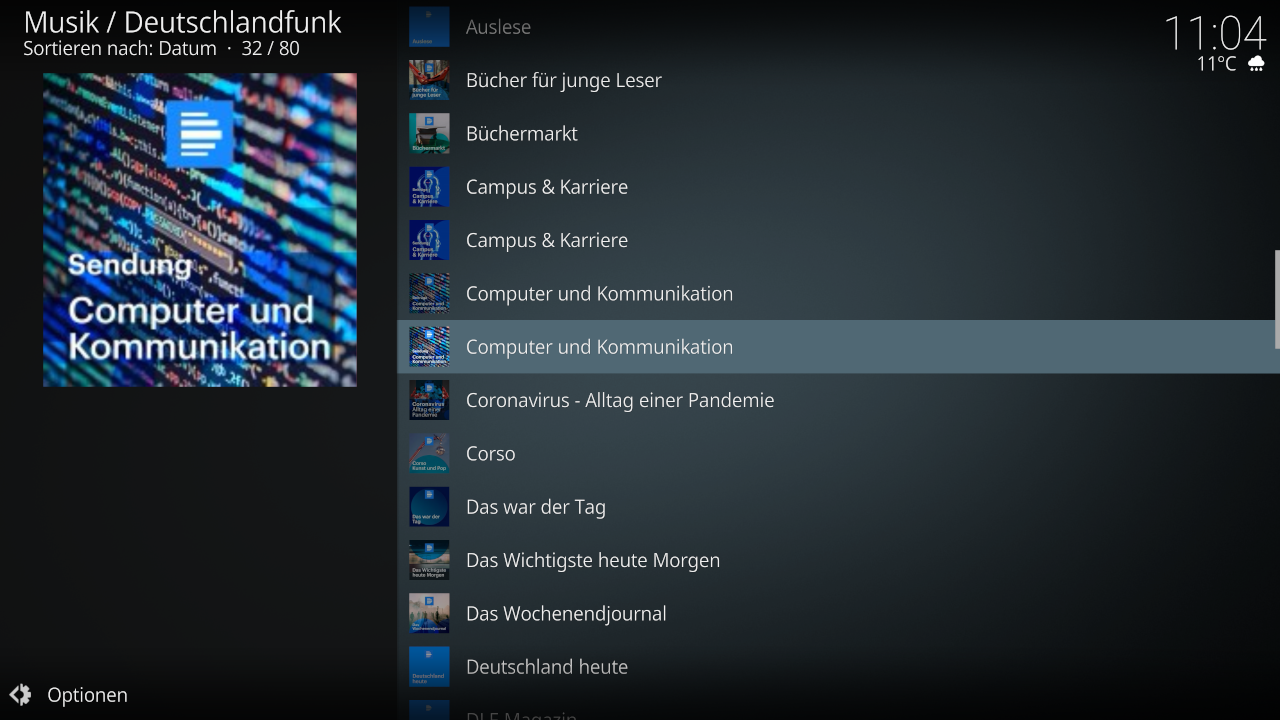 Musik / Deutschlandfunk
Sortieren nach: Datum · 32 / 80
11:04
11°C
Sendung
Computer und
Kommunikation
Auslese
Bücher für junge Leser
Büchermarkt
Campus & Karriere
Campus & Karriere
Computer und Kommunikation
Computer und Kommunikation
Coronavirus - Alltag einer Pandemie
Corso
Das war der Tag
Das Wichtigste heute Morgen
Das Wochenendjournal
Deutschland heute
DLF Magazin
Optionen